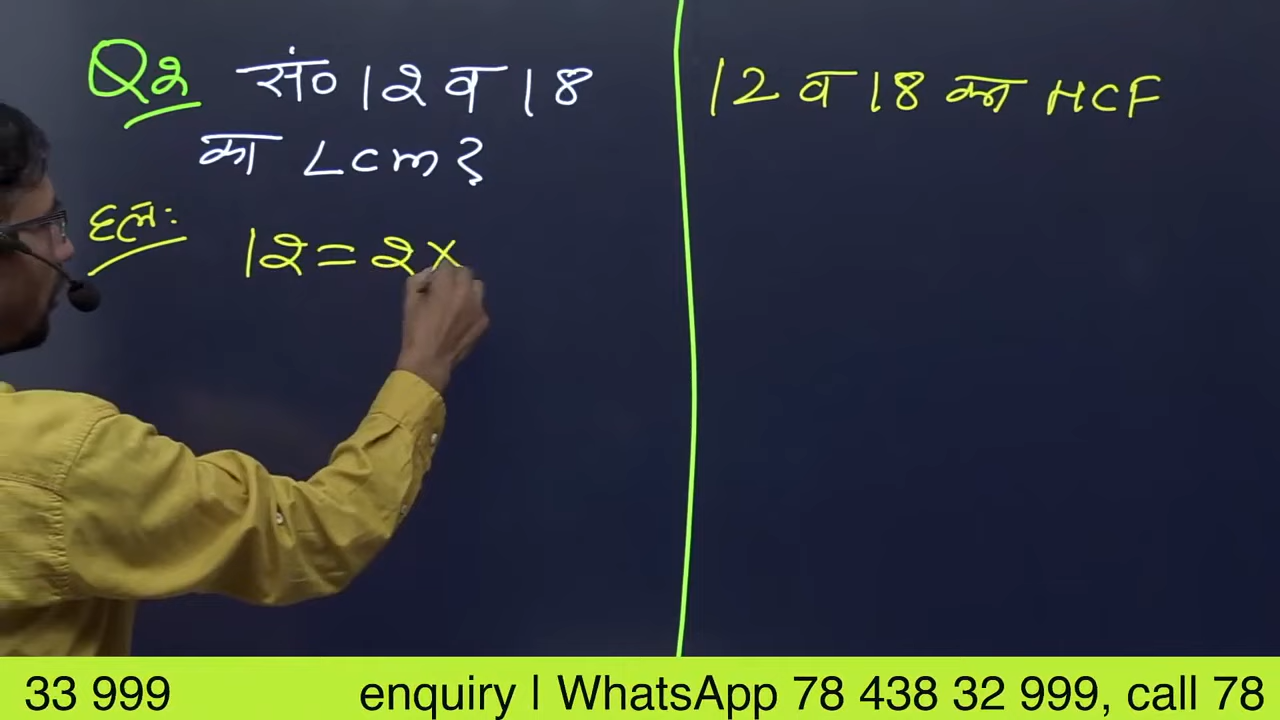 Q2 सं० 12 व 18
का LCM?
हल:
12 = 2 ×
12 व 18 का HCF
33 999 enquiry | WhatsApp 78 438 32 999, call 78